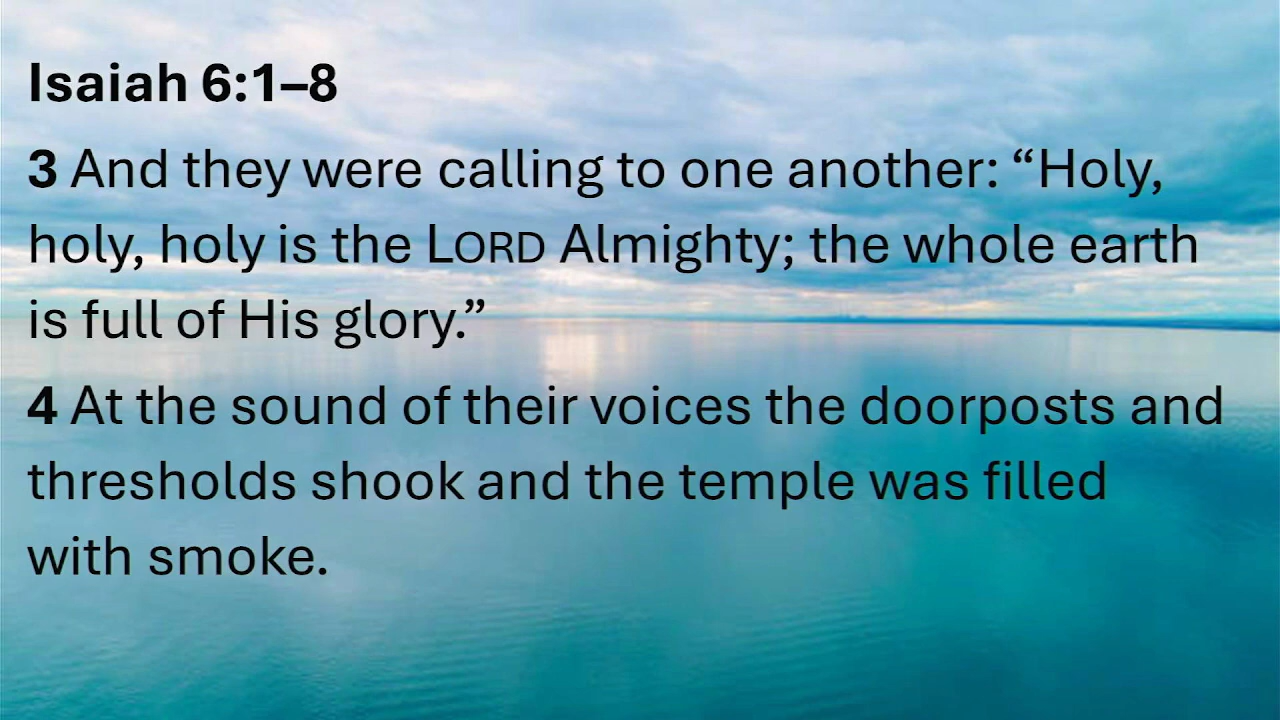 Isaiah 6:1–8
3 And they were calling to one another: “Holy,
holy, holy is the LORD Almighty; the whole earth
is full of His glory.”
4 At the sound of their voices the doorposts and
thresholds shook and the temple was filled
with smoke.